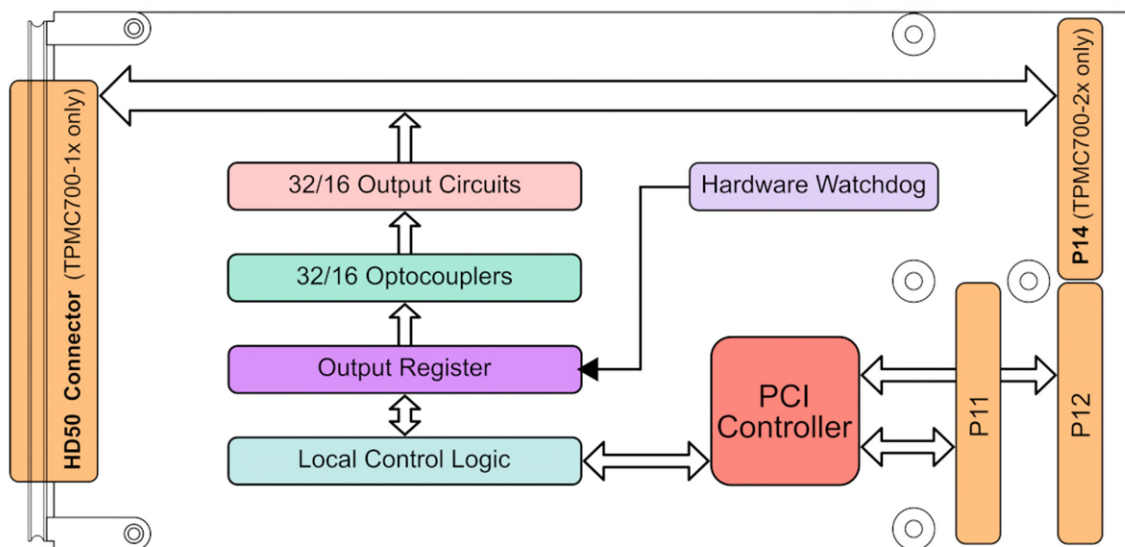 HD50 Connector (TPMC700-1x only)
P14 (TPMC700-2x only)
32/16 Output Circuits
Hardware Watchdog
32/16 Optocouplers
Output Register
PCI
Controller
Local Control Logic
P11
P12